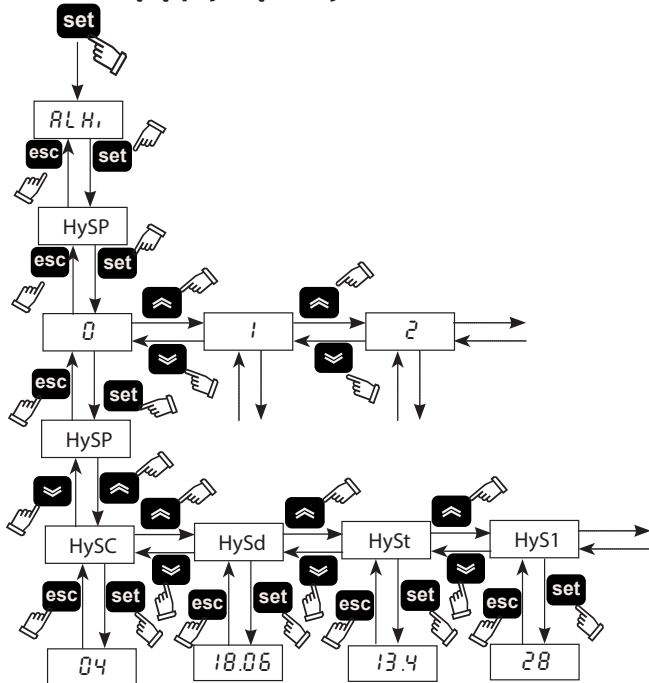 set
ALHi
esc set
HySP
esc set
0 1 2
esc set
HySP
HySC HySd HySt HyS1
esc set esc set esc set esc set
04 18.06 13.4 28